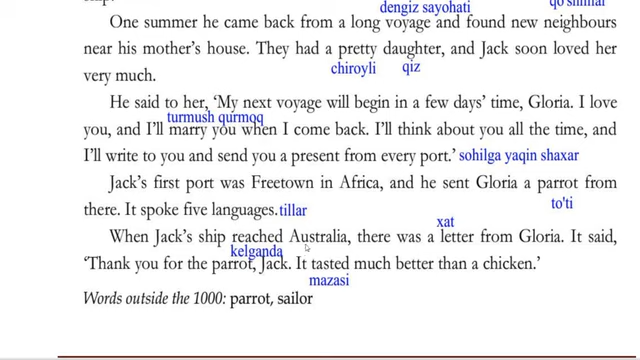 ship.
dengiz sayohati
qo'shnilar
One summer he came back from a long voyage and found new neighbours
near his mother's house. They had a pretty daughter, and Jack soon loved her
chiroyli qiz
very much.
He said to her, 'My next voyage will begin in a few days' time, Gloria. I love
turmush qurmoq
you, and I'll marry you when I come back. I'll think about you all the time, and
I'll write to you and send you a present from every port.' sohilga yaqin shaxar
Jack's first port was Freetown in Africa, and he sent Gloria a parrot from
to'ti
there. It spoke five languages. tillar
xat
When Jack's ship reached Australia, there was a letter from Gloria. It said,
kelganda
'Thank you for the parrot, Jack. It tasted much better than a chicken.'
mazasi
Words outside the 1000: parrot, sailor